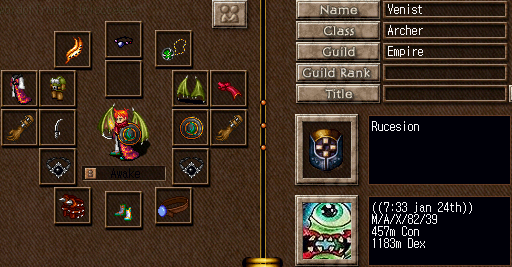 Name Venist
Class Archer
Guild Empire
Guild Rank
Title
Rucesion
Awake
((7:33 jan 24th))
M/A/X/82/39
457m Con
1183m Dex